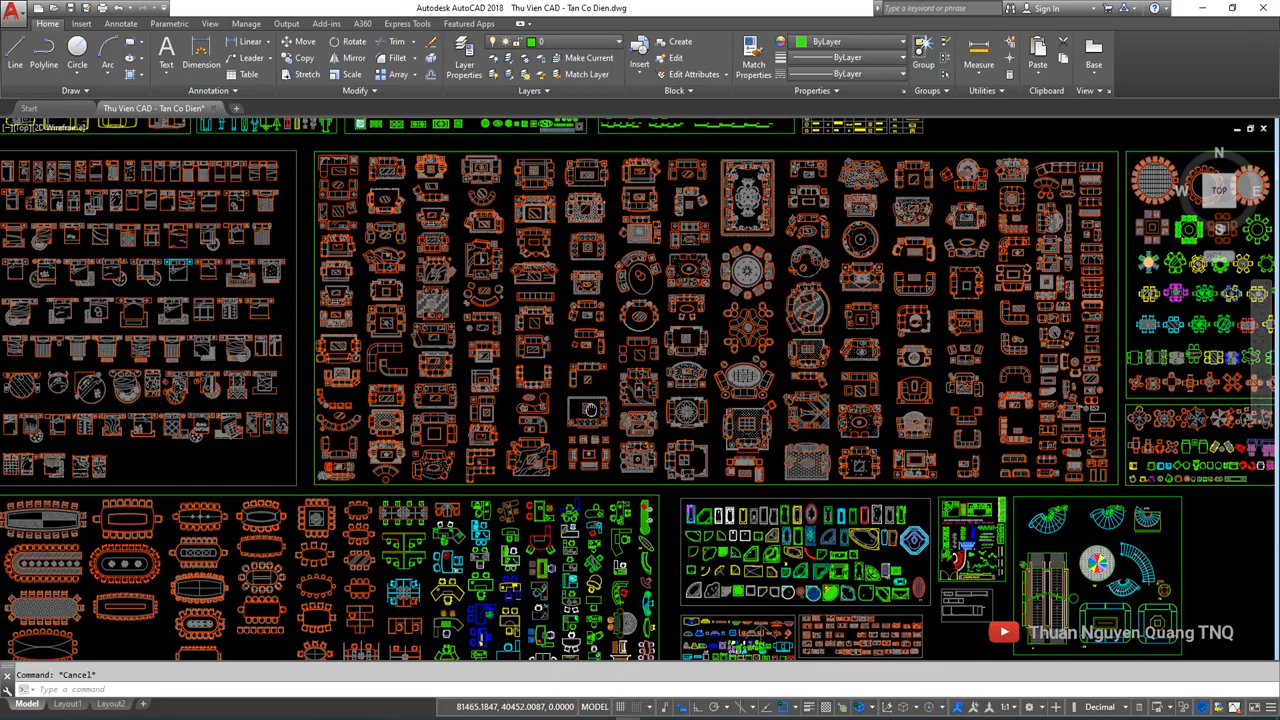 Autodesk AutoCAD 2018 Thu Vien CAD - Tan Co Dien.dwg
Type a keyword or phrase
Sign In
Home Insert Annotate Parametric View Manage Output Add-ins A360 Express Tools Featured Apps
Line Polyline Circle Arc
Text Dimension
Linear
Leader
Table
Move Rotate Trim
Copy Mirror Fillet
Stretch Scale Array
Layer Properties
0
Make Current
Match Layer
Insert
Create
Edit
Edit Attributes
Match Properties
ByLayer
ByLayer
ByLayer
Group
Measure
Paste
Base
Draw Modify Annotation Layers Block Properties Groups Utilities Clipboard View
Start
Thu Vien CAD - Tan Co Dien*
[–][Top][2D Wireframe]
N
W TOP E
S
Thuan Nguyen Quang TNQ
Command: *Cancel*
Type a command
Model Layout1 Layout2
81465.1847, 40452.0087, 0.0000 MODEL
1:1
Decimal